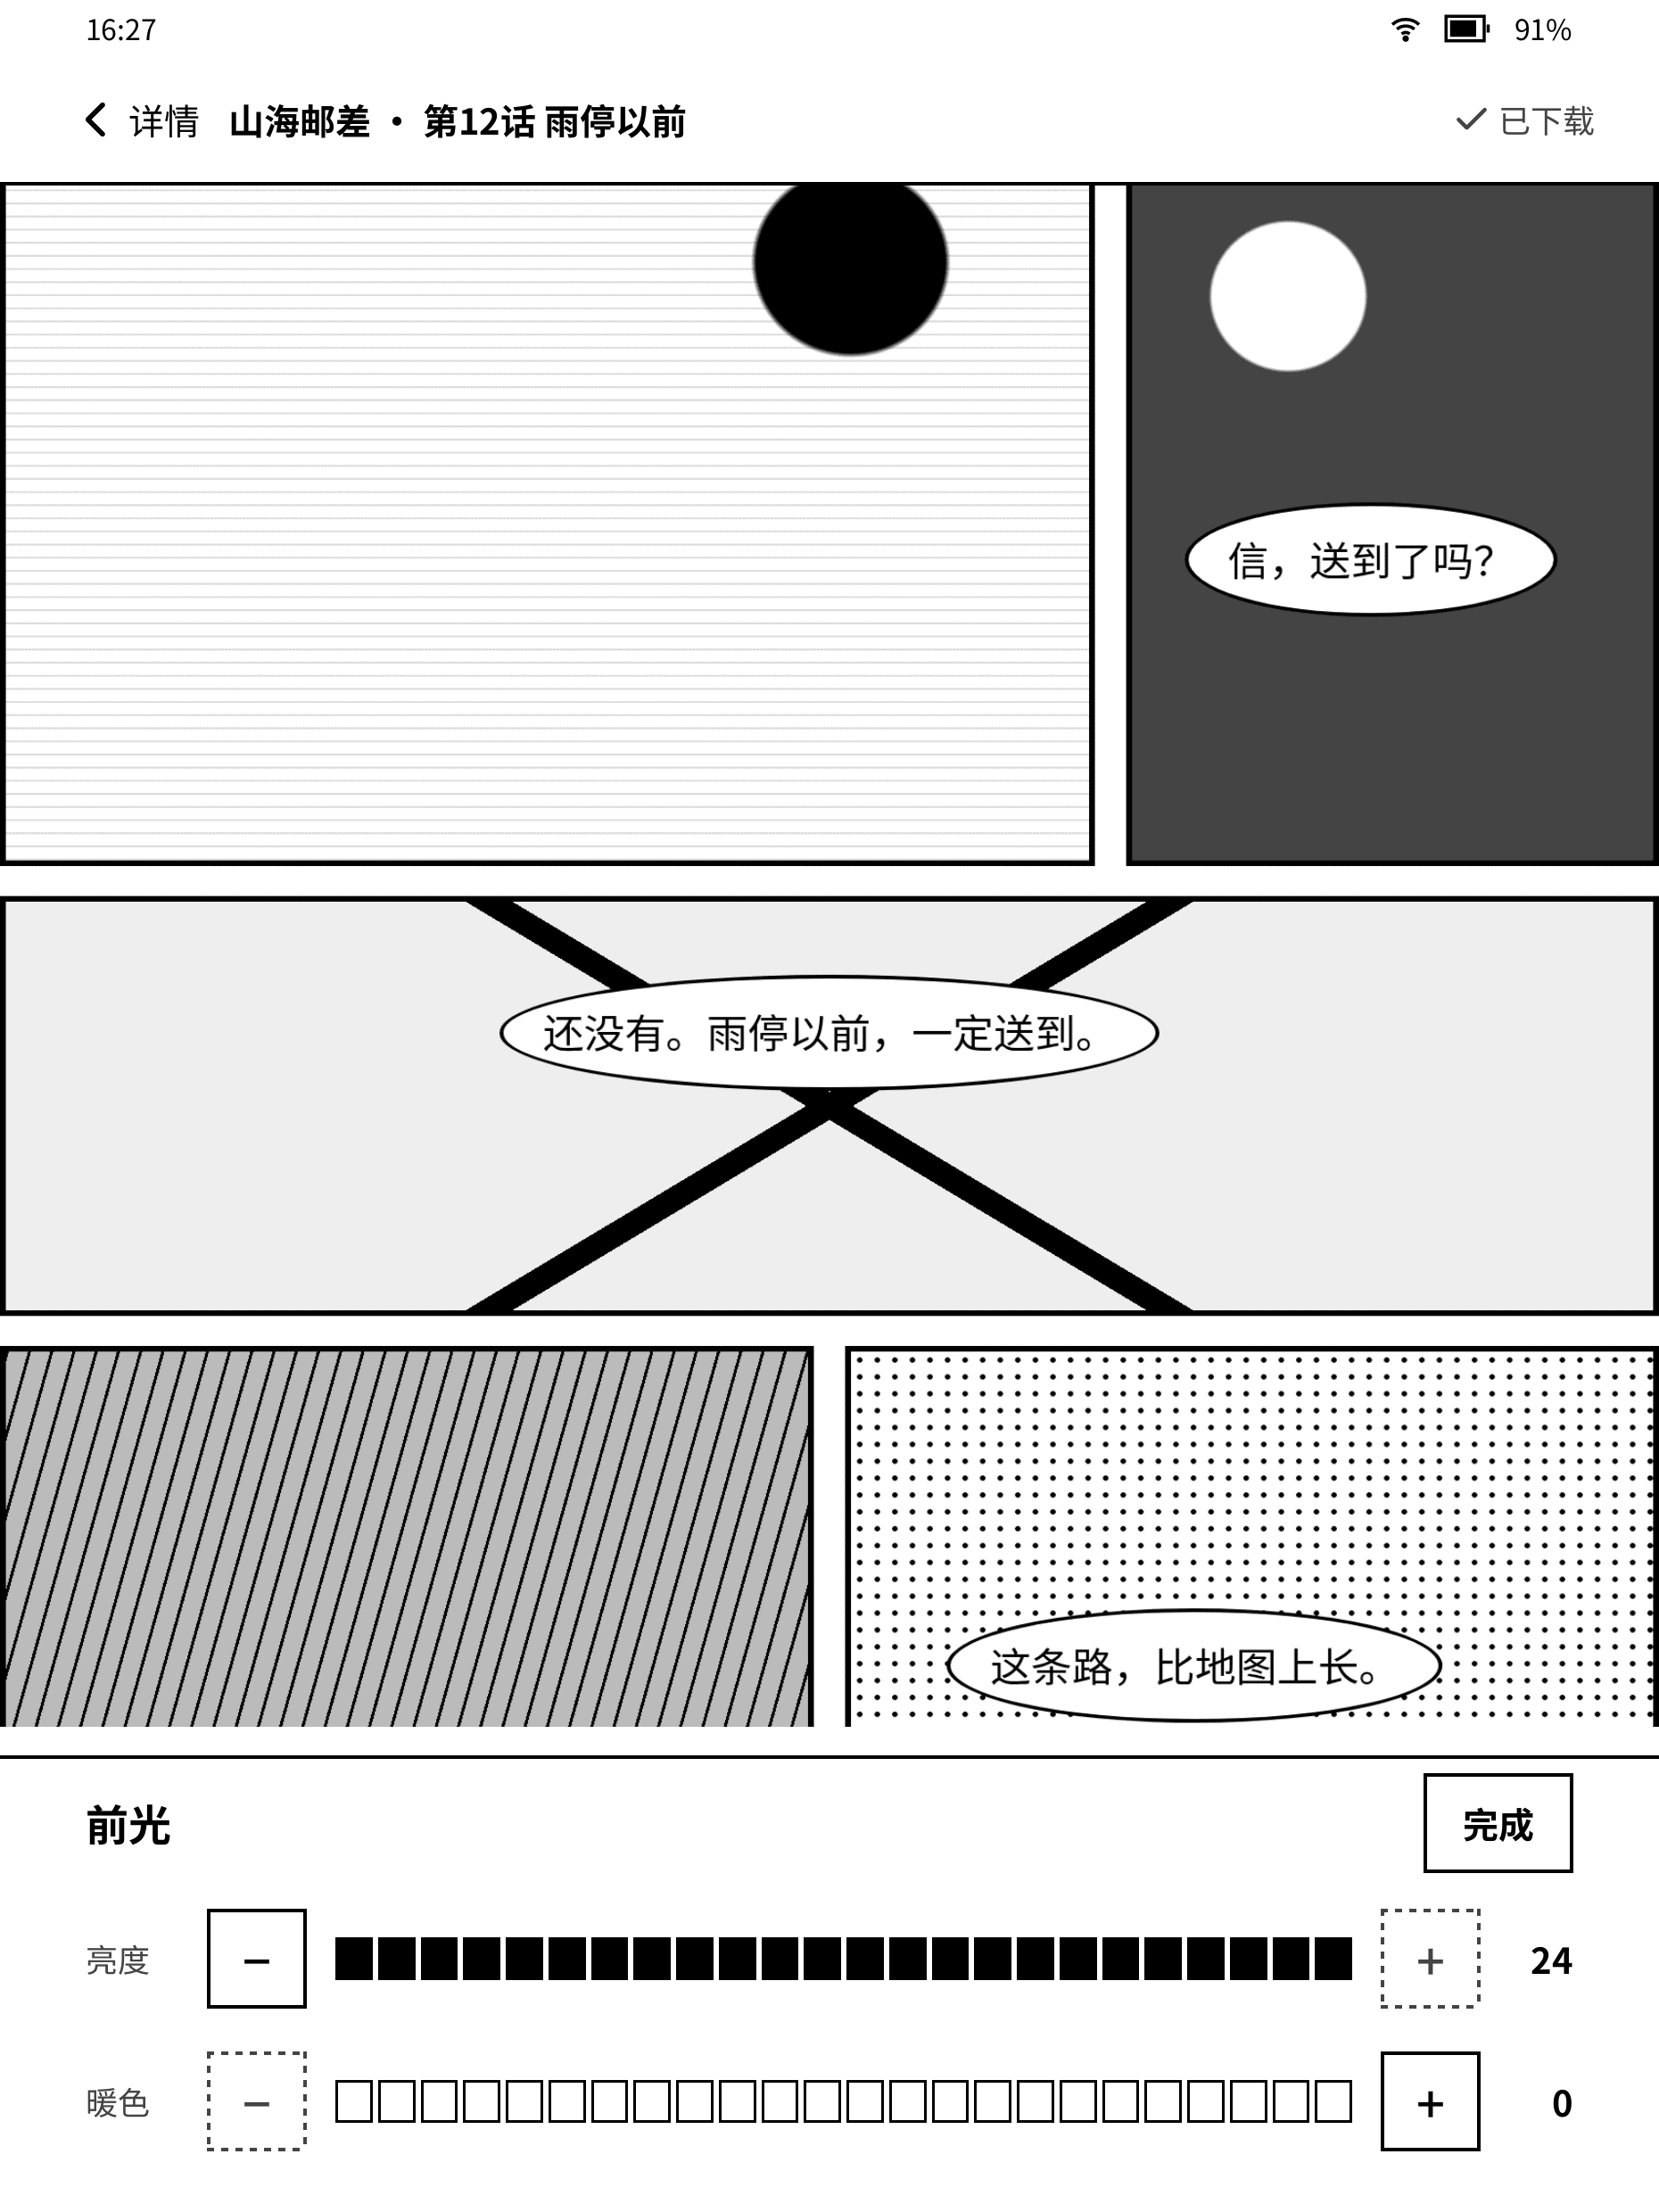 16:27
91%
详情 山海邮差 · 第12话 雨停以前
已下载
信，送到了吗？
还没有。雨停以前，一定送到。
这条路，比地图上长。
前光
完成
亮度 − + 24
暖色 − + 0